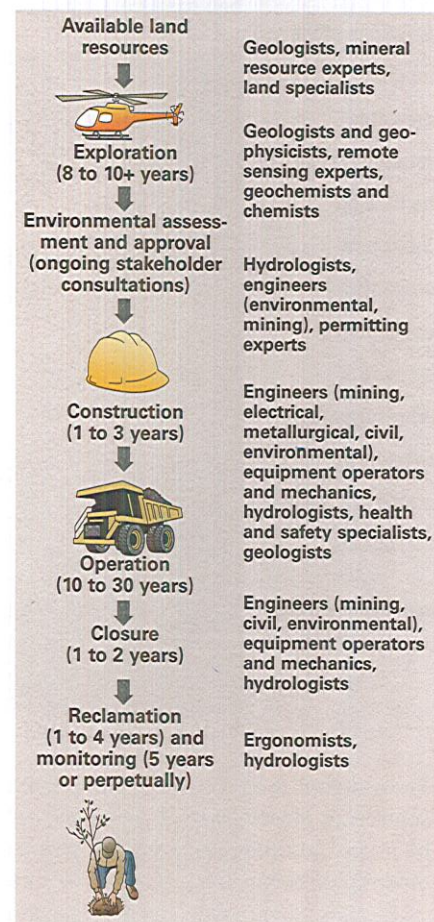 Available land
resources
Geologists, mineral
resource experts,
land specialists
Exploration
(8 to 10+ years)
Geologists and geo-
physicists, remote
sensing experts,
geochemists and
chemists
Environmental assess-
ment and approval
(ongoing stakeholder
consultations)
Hydrologists,
engineers
(environmental,
mining), permitting
experts
Construction
(1 to 3 years)
Engineers (mining,
electrical,
metallurgical, civil,
environmental),
equipment operators
and mechanics,
hydrologists, health
and safety specialists,
geologists
Operation
(10 to 30 years)
Closure
(1 to 2 years)
Engineers (mining,
civil, environmental),
equipment operators
and mechanics,
hydrologists
Reclamation
(1 to 4 years) and
monitoring (5 years
or perpetually)
Ergonomists,
hydrologists